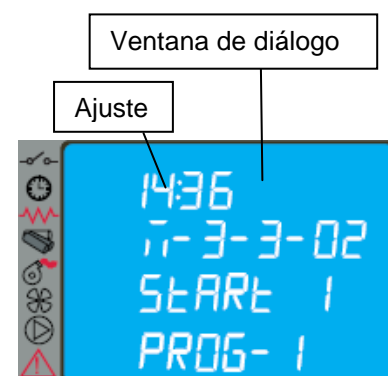 Ventana de diálogo
Ajuste
14:36
n-3-3-02
StARt 1
PROG- 1